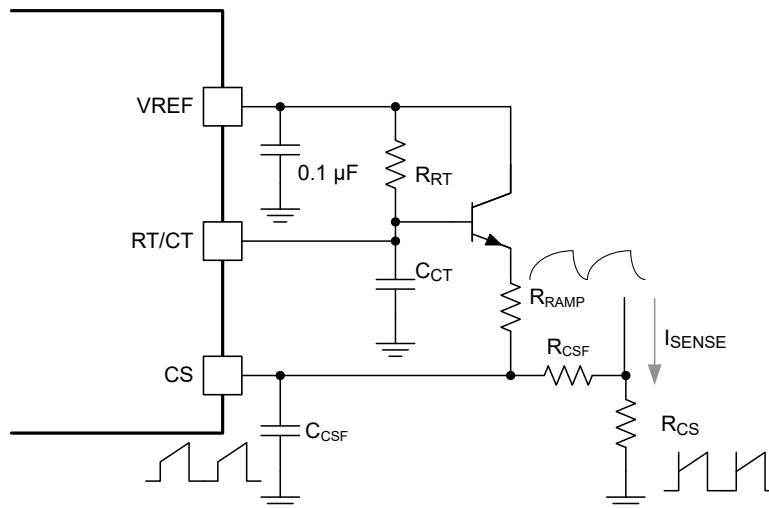 VREF
0.1 µF
RRT
RT/CT
CCT
RRAMP
RCSF
ISENSE
CS
CCSF
RCS